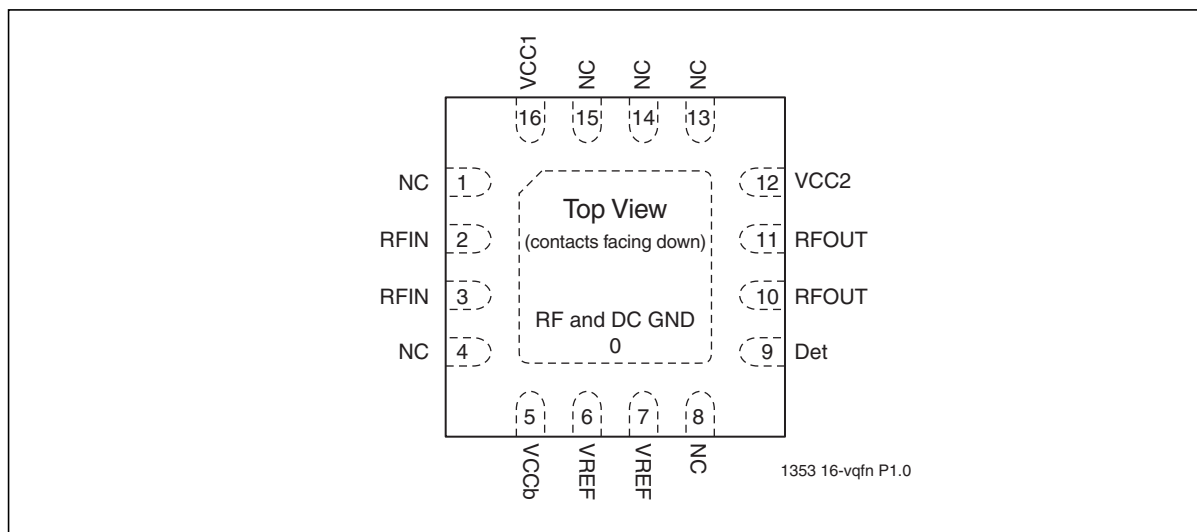 VCC1
NC
NC
NC
16
15
14
13
NC
1
12
VCC2
Top View
RFIN
2
(contacts facing down)
11
RFOUT
RFIN
3
10
RFOUT
RF and DC GND
NC
4
0
9
Det
5
6
7
8
VCCb
VREF
VREF
NC
1353 16-vqfn P1.0